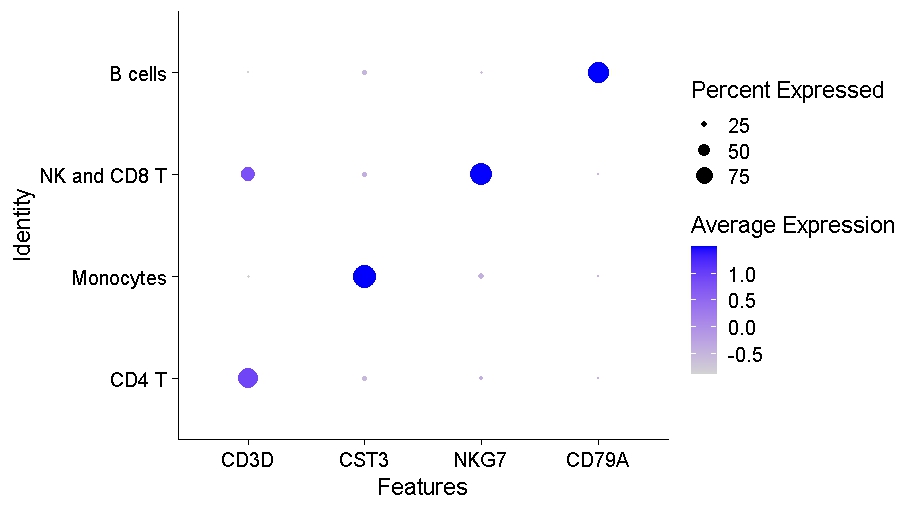 B cells
NK and CD8 T
Monocytes
CD4 T
Identity
CD3D CST3 NKG7 CD79A
Features
Percent Expressed
25
50
75
Average Expression
1.0
0.5
0.0
-0.5